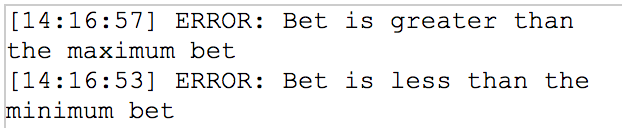 [14:16:57] ERROR: Bet is greater than
the maximum bet
[14:16:53] ERROR: Bet is less than the
minimum bet